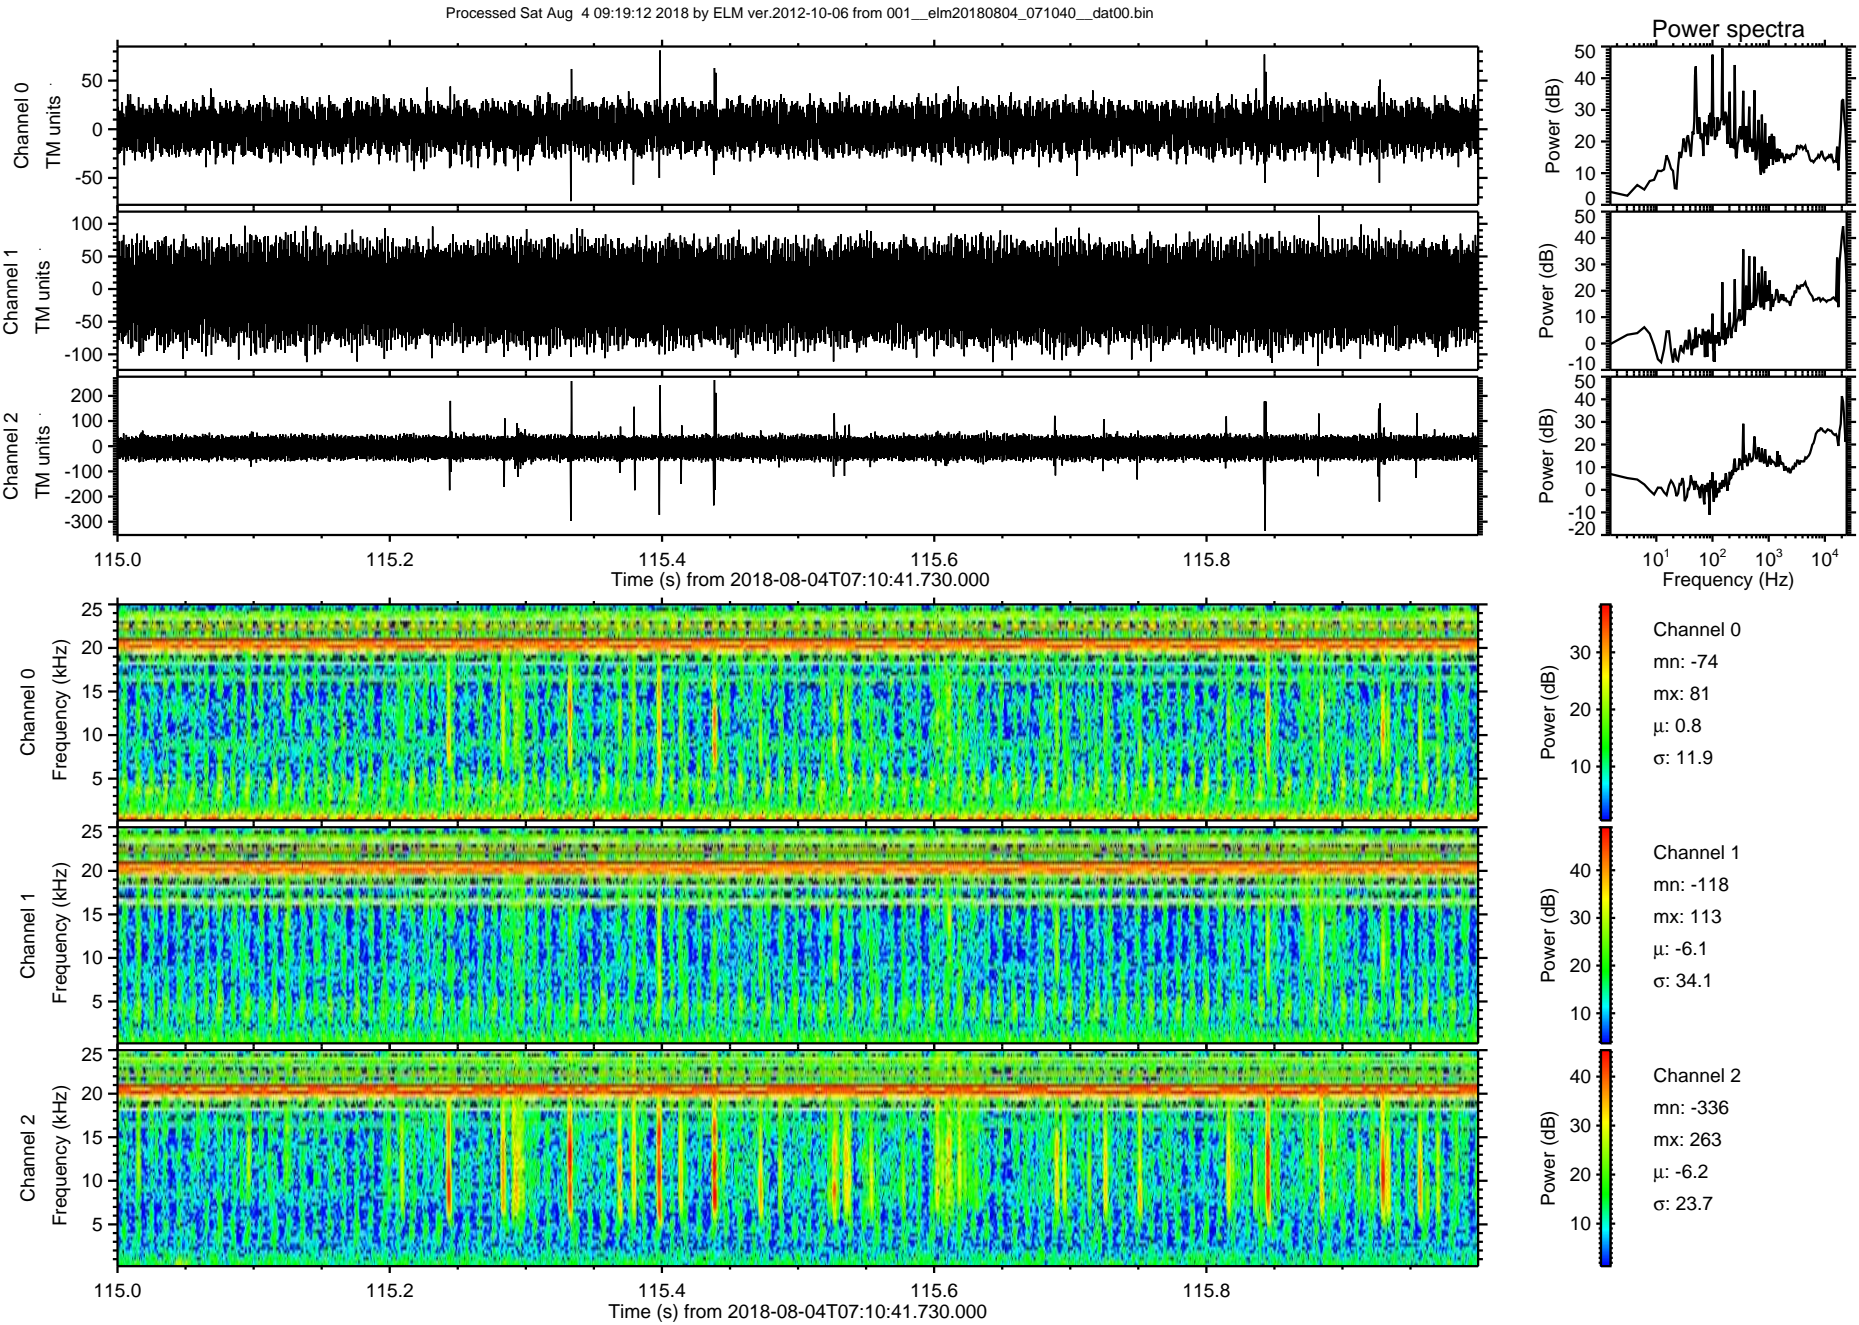 Processed Sat Aug  4 09:19:12 2018 by ELM ver.2012-10-06 from 001__elm20180804_071040__dat00.bin
Power spectra
Channel 0
TM units
50
0
-50
Power (dB)
50
40
30
20
10
0
Channel 1
TM units
100
50
0
-50
-100
Power (dB)
50
40
30
20
10
0
-10
Channel 2
TM units
200
100
0
-100
-200
-300
Power (dB)
50
40
30
20
10
0
-10
-20
115.0 115.2 115.4 115.6 115.8
Time (s) from 2018-08-04T07:10:41.730.000
10¹ 10² 10³ 10⁴
Frequency (Hz)
Channel 0
Frequency (kHz)
25
20
15
10
5
Power (dB)
30
20
10
Channel 0
mn: -74
mx: 81
μ: 0.8
σ: 11.9
Channel 1
Frequency (kHz)
25
20
15
10
5
Power (dB)
40
30
20
10
Channel 1
mn: -118
mx: 113
μ: -6.1
σ: 34.1
Channel 2
Frequency (kHz)
25
20
15
10
5
Power (dB)
40
30
20
10
Channel 2
mn: -336
mx: 263
μ: -6.2
σ: 23.7
115.0 115.2 115.4 115.6 115.8
Time (s) from 2018-08-04T07:10:41.730.000